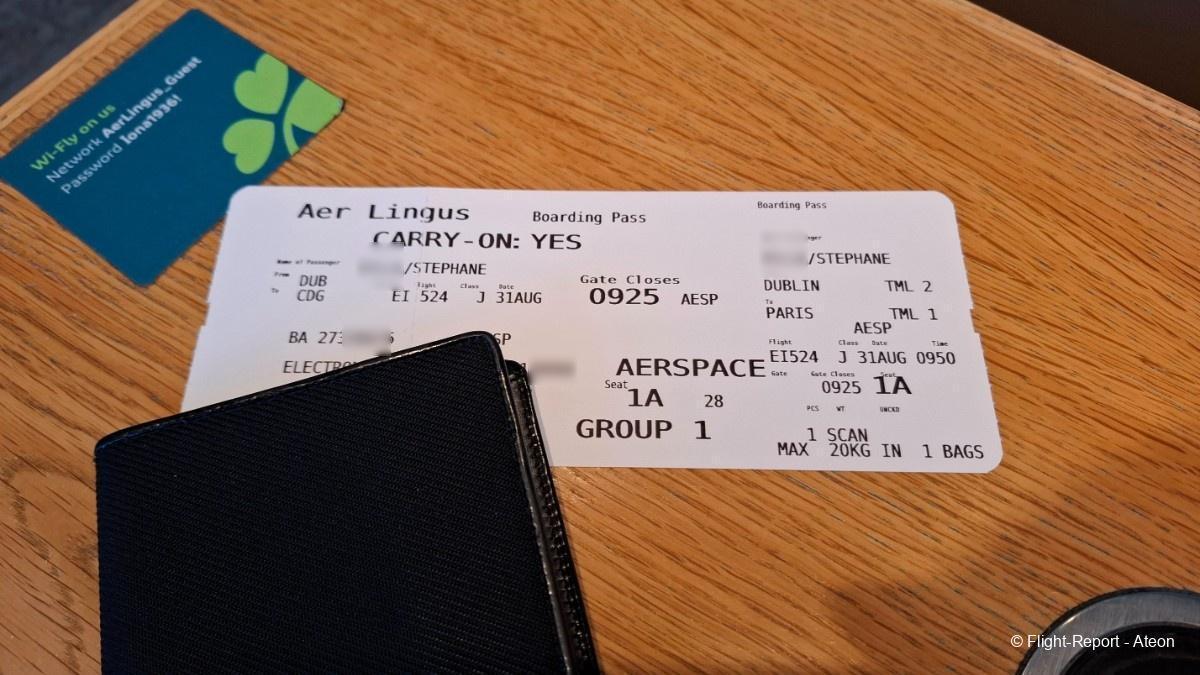 Wi-Fly on us
Network AerLingus_Guest
Password Iona1936!
Aer Lingus
Boarding Pass
CARRY-ON: YES
Name of Passenger
/STEPHANE
From
DUB
To
CDG
Flight Class Date
EI 524 J 31AUG
Gate Closes
0925 AESP
BA 273
SP
AERSPACE
Seat
1A 28
GROUP 1
Boarding Pass
/STEPHANE
DUBLIN TML 2
To
PARIS TML 1
AESP
Flight Class Date Time
EI524 J 31AUG 0950
Gate Gate Closes Seat
0925 1A
PCS WT UNCKD
1 SCAN
MAX 20KG IN 1 BAGS
© Flight-Report - Ateon